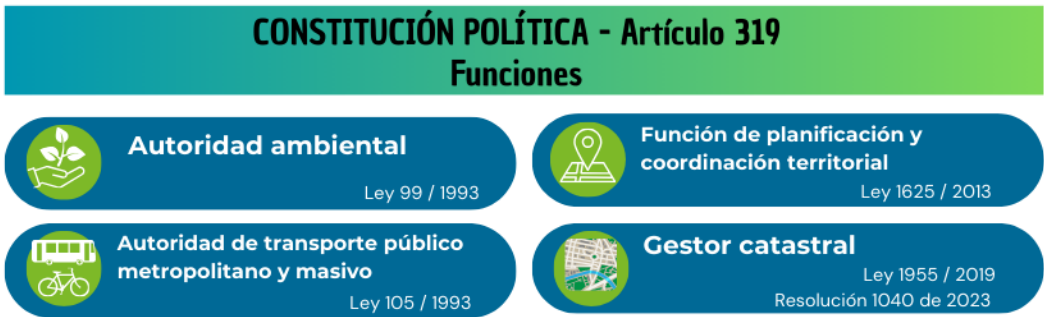 CONSTITUCIÓN POLÍTICA - Artículo 319
Funciones
Autoridad ambiental
Ley 99 / 1993
Función de planificación y
coordinación territorial
Ley 1625 / 2013
Autoridad de transporte público
metropolitano y masivo
Ley 105 / 1993
Gestor catastral
Ley 1955 / 2019
Resolución 1040 de 2023